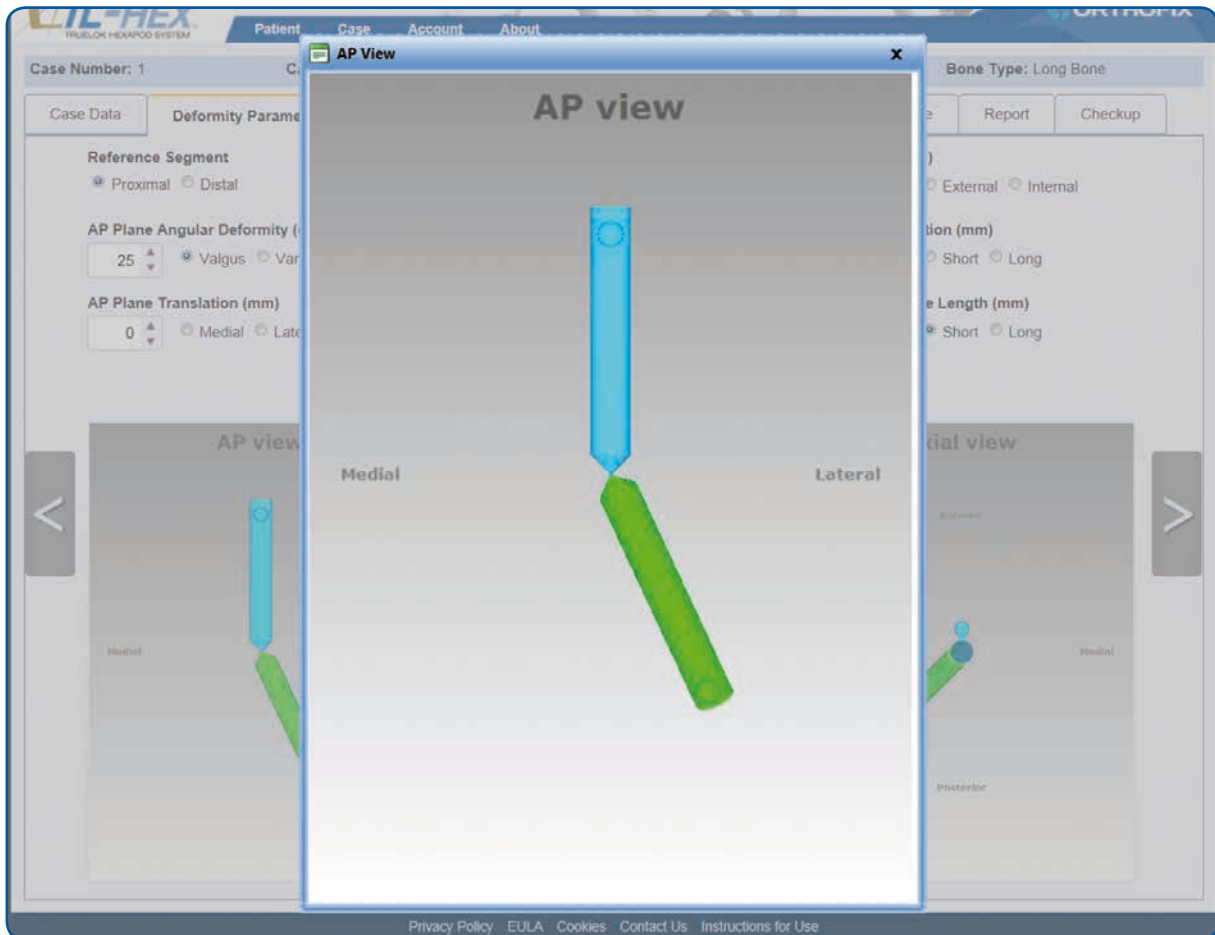 TL-HEX
TRUELOK HEXAPOD SYSTEM
ORTHOFIX
Patient Case Account About
AP View x
Case Number: 1
Bone Type: Long Bone
AP view
Case Data
Report
Checkup
Reference Segment
Proximal Distal
External Internal
AP Plane Angular Deformity (
25 Valgus
(mm)
Short Long
AP Plane Translation (mm)
0 Medial
Length (mm)
Short Long
AP view
Medial Lateral
Medial
Medial
Posterior
< >
Privacy Policy EULA Cookies Contact Us Instructions for Use